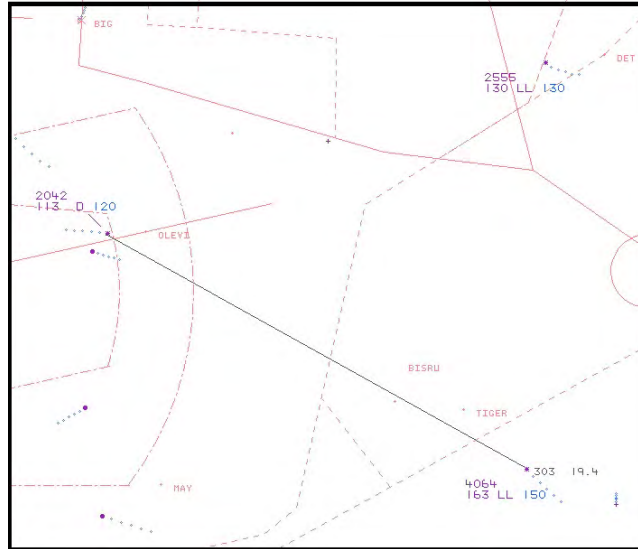 BIG
DET
2555
130 LL 130
2042
113 D 120
OLEVI
BISRU
TIGER
303 19.4
4064
163 LL 150
MAY